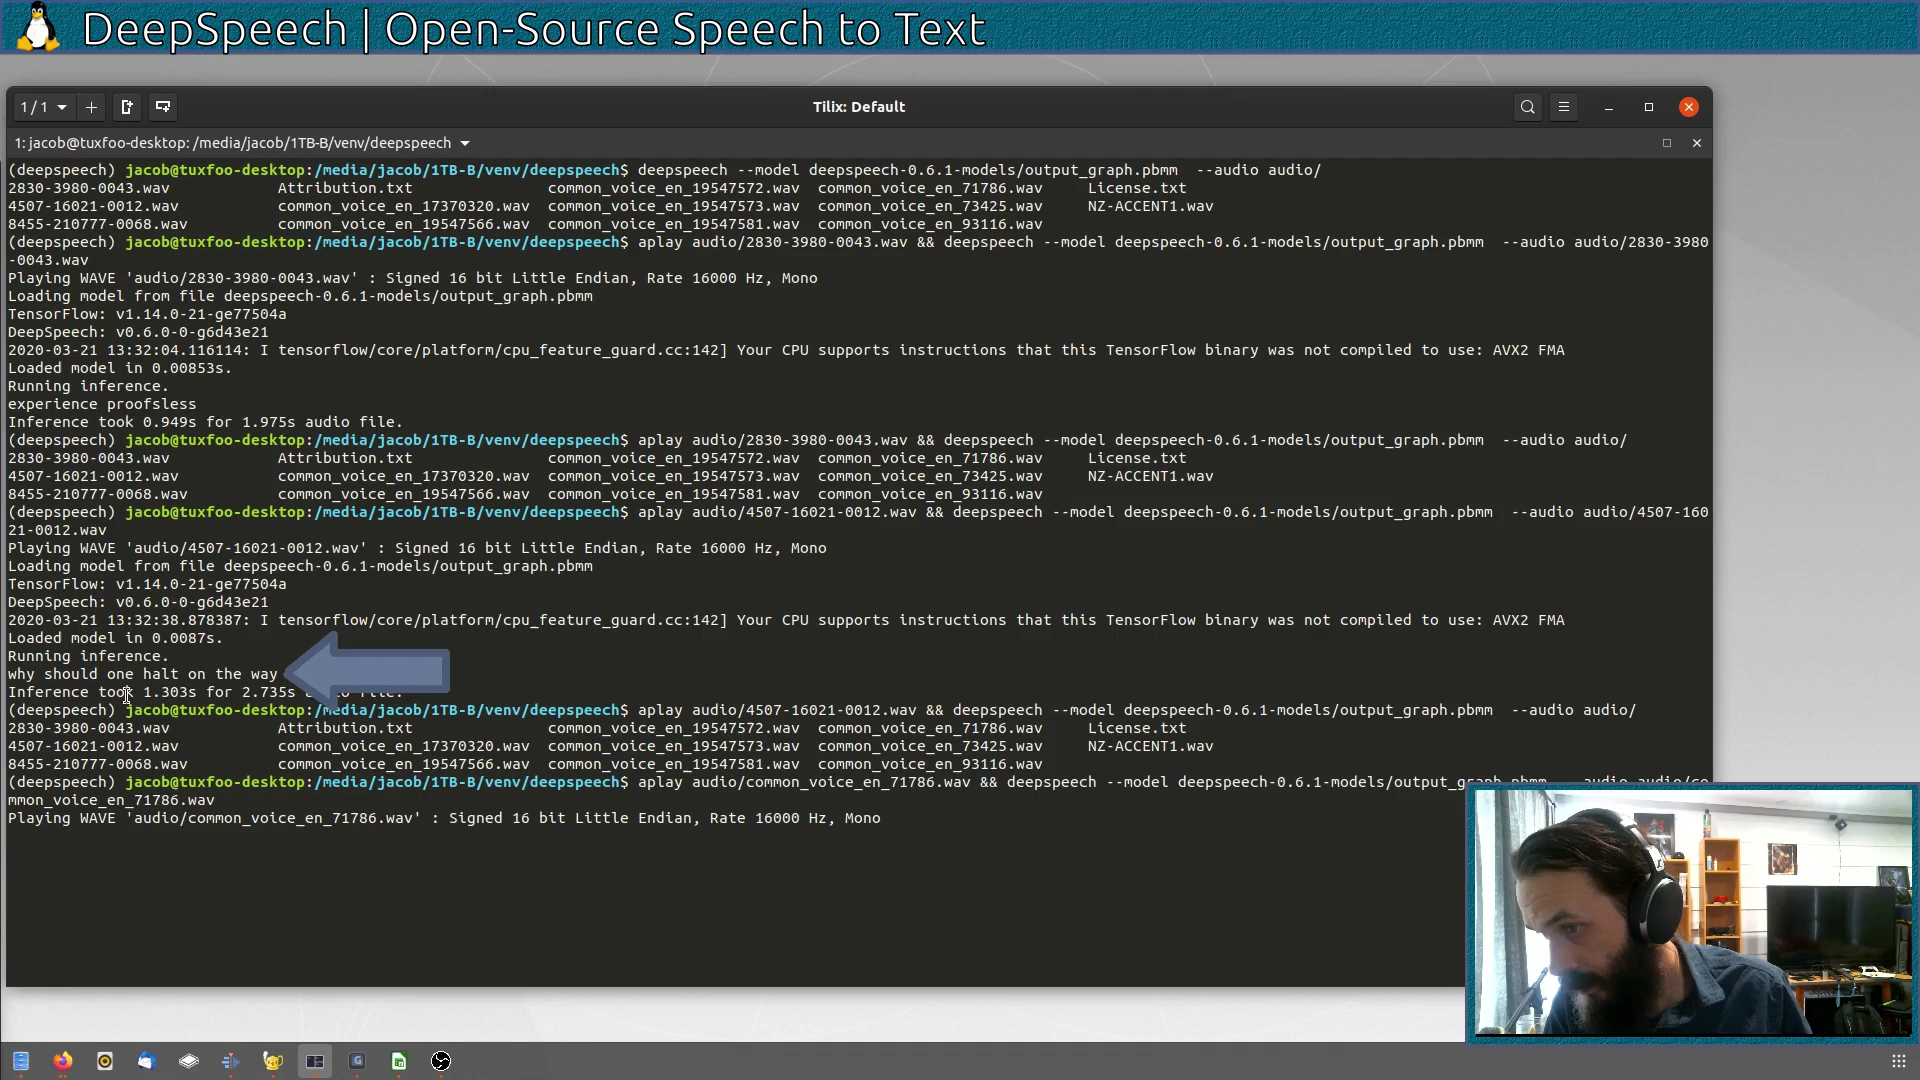 DeepSpeech | Open-Source Speech to Text
1 / 1
Tilix: Default
1: jacob@tuxfoo-desktop: /media/jacob/1TB-B/venv/deepspeech
(deepspeech) jacob@tuxfoo-desktop:/media/jacob/1TB-B/venv/deepspeech$ deepspeech --model deepspeech-0.6.1-models/output_graph.pbmm  --audio audio/
2830-3980-0043.wav Attribution.txt common_voice_en_19547572.wav common_voice_en_71786.wav License.txt
4507-16021-0012.wav common_voice_en_17370320.wav common_voice_en_19547573.wav common_voice_en_73425.wav NZ-ACCENT1.wav
8455-210777-0068.wav common_voice_en_19547566.wav common_voice_en_19547581.wav common_voice_en_93116.wav
(deepspeech) jacob@tuxfoo-desktop:/media/jacob/1TB-B/venv/deepspeech$ aplay audio/2830-3980-0043.wav && deepspeech --model deepspeech-0.6.1-models/output_graph.pbmm  --audio audio/2830-3980
-0043.wav
Playing WAVE 'audio/2830-3980-0043.wav' : Signed 16 bit Little Endian, Rate 16000 Hz, Mono
Loading model from file deepspeech-0.6.1-models/output_graph.pbmm
TensorFlow: v1.14.0-21-ge77504a
DeepSpeech: v0.6.0-0-g6d43e21
2020-03-21 13:32:04.116114: I tensorflow/core/platform/cpu_feature_guard.cc:142] Your CPU supports instructions that this TensorFlow binary was not compiled to use: AVX2 FMA
Loaded model in 0.00853s.
Running inference.
experience proofsless
Inference took 0.949s for 1.975s audio file.
(deepspeech) jacob@tuxfoo-desktop:/media/jacob/1TB-B/venv/deepspeech$ aplay audio/2830-3980-0043.wav && deepspeech --model deepspeech-0.6.1-models/output_graph.pbmm  --audio audio/
2830-3980-0043.wav Attribution.txt common_voice_en_19547572.wav common_voice_en_71786.wav License.txt
4507-16021-0012.wav common_voice_en_17370320.wav common_voice_en_19547573.wav common_voice_en_73425.wav NZ-ACCENT1.wav
8455-210777-0068.wav common_voice_en_19547566.wav common_voice_en_19547581.wav common_voice_en_93116.wav
(deepspeech) jacob@tuxfoo-desktop:/media/jacob/1TB-B/venv/deepspeech$ aplay audio/4507-16021-0012.wav && deepspeech --model deepspeech-0.6.1-models/output_graph.pbmm  --audio audio/4507-160
21-0012.wav
Playing WAVE 'audio/4507-16021-0012.wav' : Signed 16 bit Little Endian, Rate 16000 Hz, Mono
Loading model from file deepspeech-0.6.1-models/output_graph.pbmm
TensorFlow: v1.14.0-21-ge77504a
DeepSpeech: v0.6.0-0-g6d43e21
2020-03-21 13:32:38.878387: I tensorflow/core/platform/cpu_feature_guard.cc:142] Your CPU supports instructions that this TensorFlow binary was not compiled to use: AVX2 FMA
Loaded model in 0.0087s.
Running inference.
why should one halt on the way
Inference took 1.303s for 2.735s file.
(deepspeech) jacob@tuxfoo-desktop:/media/jacob/1TB-B/venv/deepspeech$ aplay audio/4507-16021-0012.wav && deepspeech --model deepspeech-0.6.1-models/output_graph.pbmm  --audio audio/
2830-3980-0043.wav Attribution.txt common_voice_en_19547572.wav common_voice_en_71786.wav License.txt
4507-16021-0012.wav common_voice_en_17370320.wav common_voice_en_19547573.wav common_voice_en_73425.wav NZ-ACCENT1.wav
8455-210777-0068.wav common_voice_en_19547566.wav common_voice_en_19547581.wav common_voice_en_93116.wav
(deepspeech) jacob@tuxfoo-desktop:/media/jacob/1TB-B/venv/deepspeech$ aplay audio/common_voice_en_71786.wav && deepspeech --model deepspeech-0.6.1-models/output_graph.pbmm  --audio audio/co
mmon_voice_en_71786.wav
Playing WAVE 'audio/common_voice_en_71786.wav' : Signed 16 bit Little Endian, Rate 16000 Hz, Mono